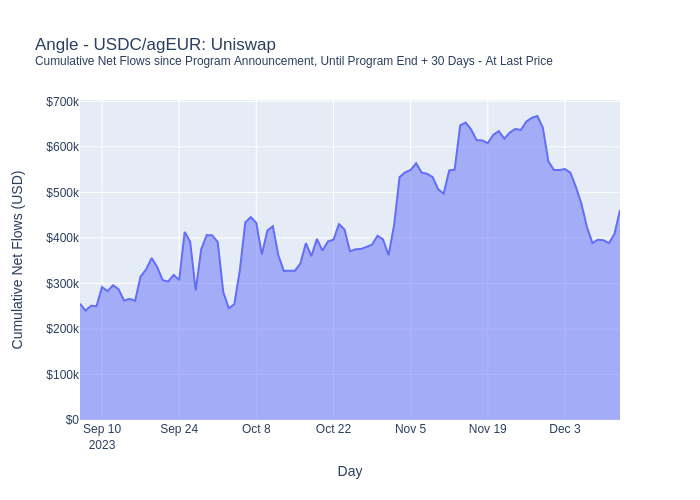 Angle - USDC/agEUR: Uniswap
Cumulative Net Flows since Program Announcement, Until Program End + 30 Days - At Last Price
Cumulative Net Flows (USD)
$700k
$600k
$500k
$400k
$300k
$200k
$100k
$0
Sep 10 Sep 24 Oct 8 Oct 22 Nov 5 Nov 19 Dec 3
2023
Day